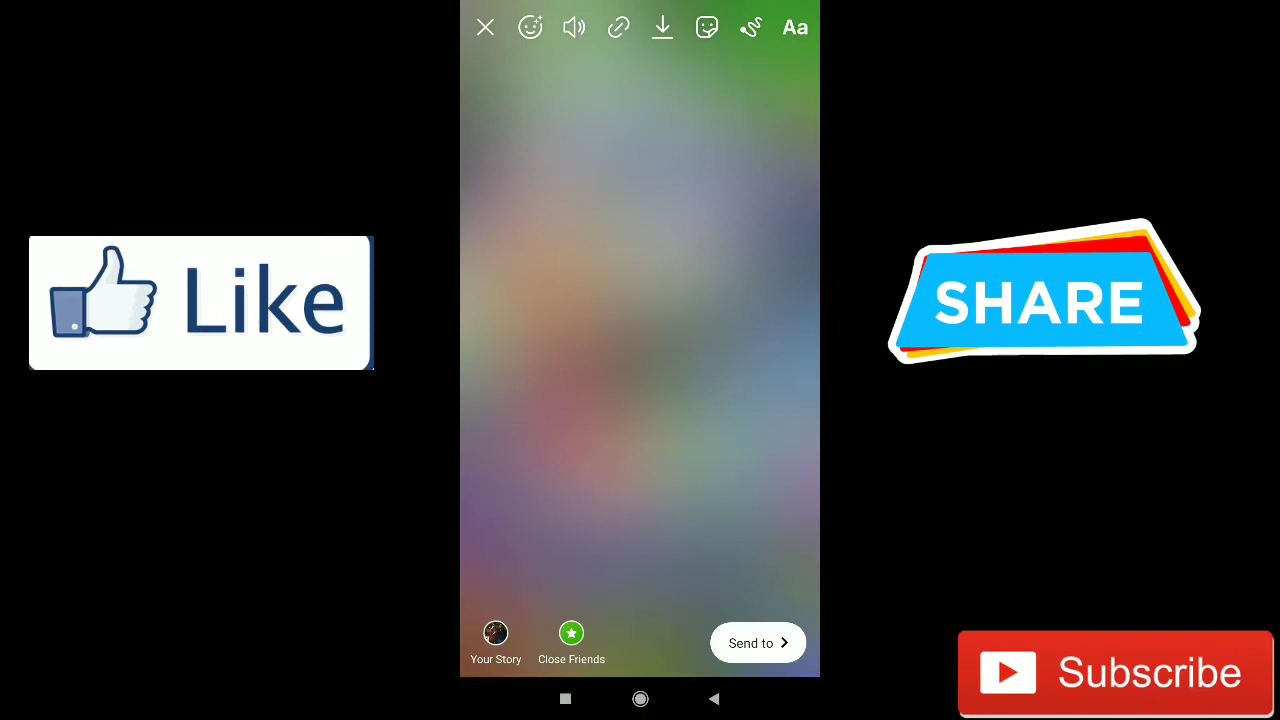 Aa
Like
SHARE
Your Story
Close Friends
Send to
Subscribe